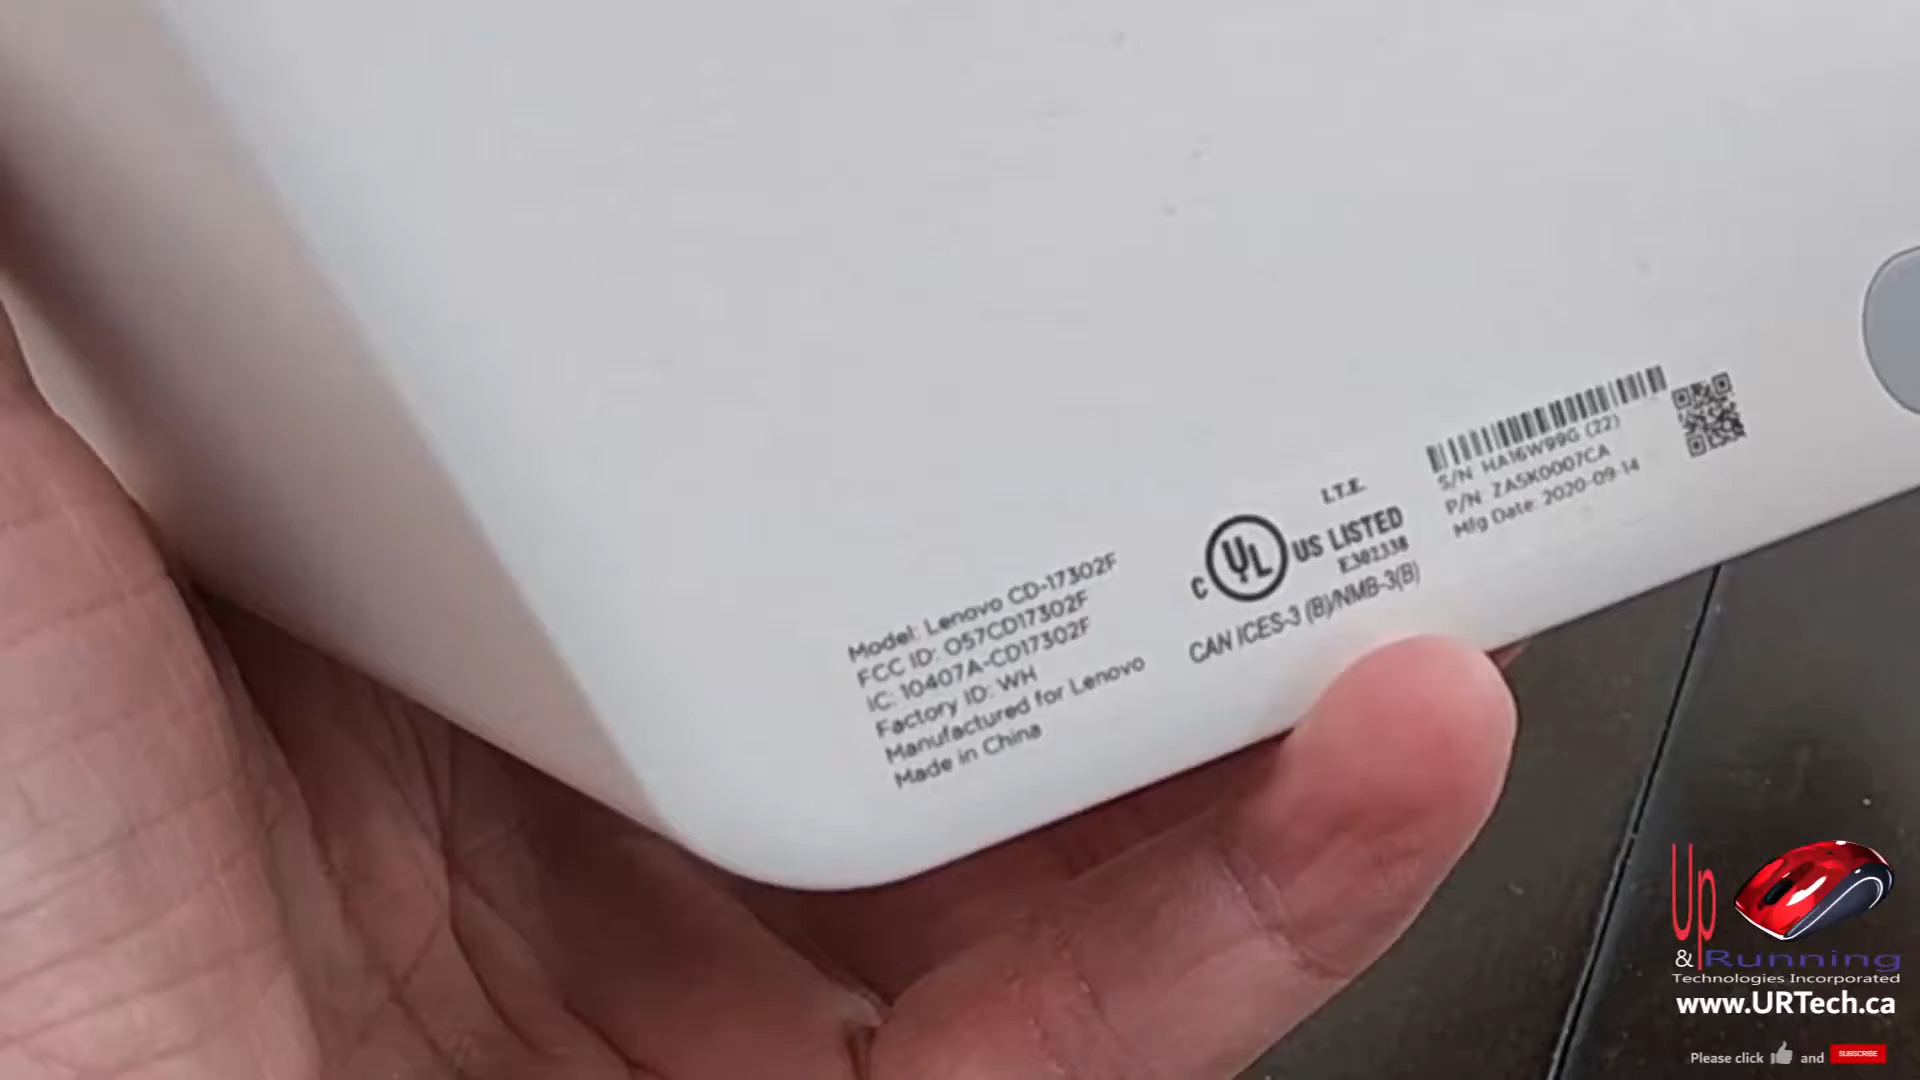 Model: Lenovo CD-17302F
FCC ID: O57CD17302F
IC: 10407A-CD17302F
Factory ID: WH
Manufactured for Lenovo
Made in China
I.T.E.
C UL US LISTED
E302338
CAN ICES-3 (B)/NMB-3(B)
S/N HA16W99G (22)
P/N: ZA5K0007CA
Mfg Date: 2020-09-14
Up
& Running
Technologies Incorporated
www.URTech.ca
Please click and SUBSCRIBE